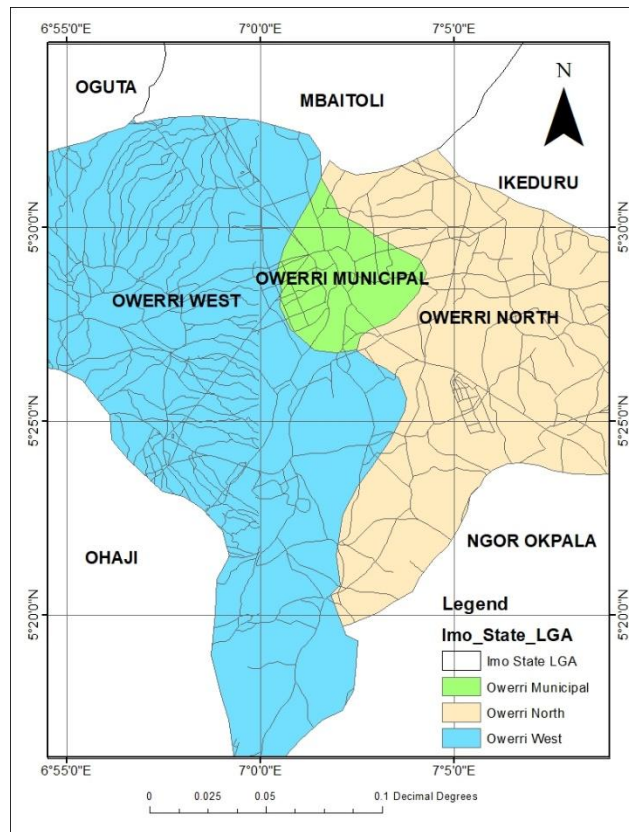 6°55'0"E 7°0'0"E 7°5'0"E
OGUTA
MBAITOLI
N
IKEDURU
5°30'0"N 5°30'0"N
OWERRI MUNICIPAL
OWERRI WEST
OWERRI NORTH
5°25'0"N 5°25'0"N
OHAJI
NGOR OKPALA
5°20'0"N 5°20'0"N
Legend
Imo_State_LGA
Imo State LGA
Owerri Municipal
Owerri North
Owerri West
6°55'0"E 7°0'0"E 7°5'0"E
0 0.025 0.05 0.1 Decimal Degrees